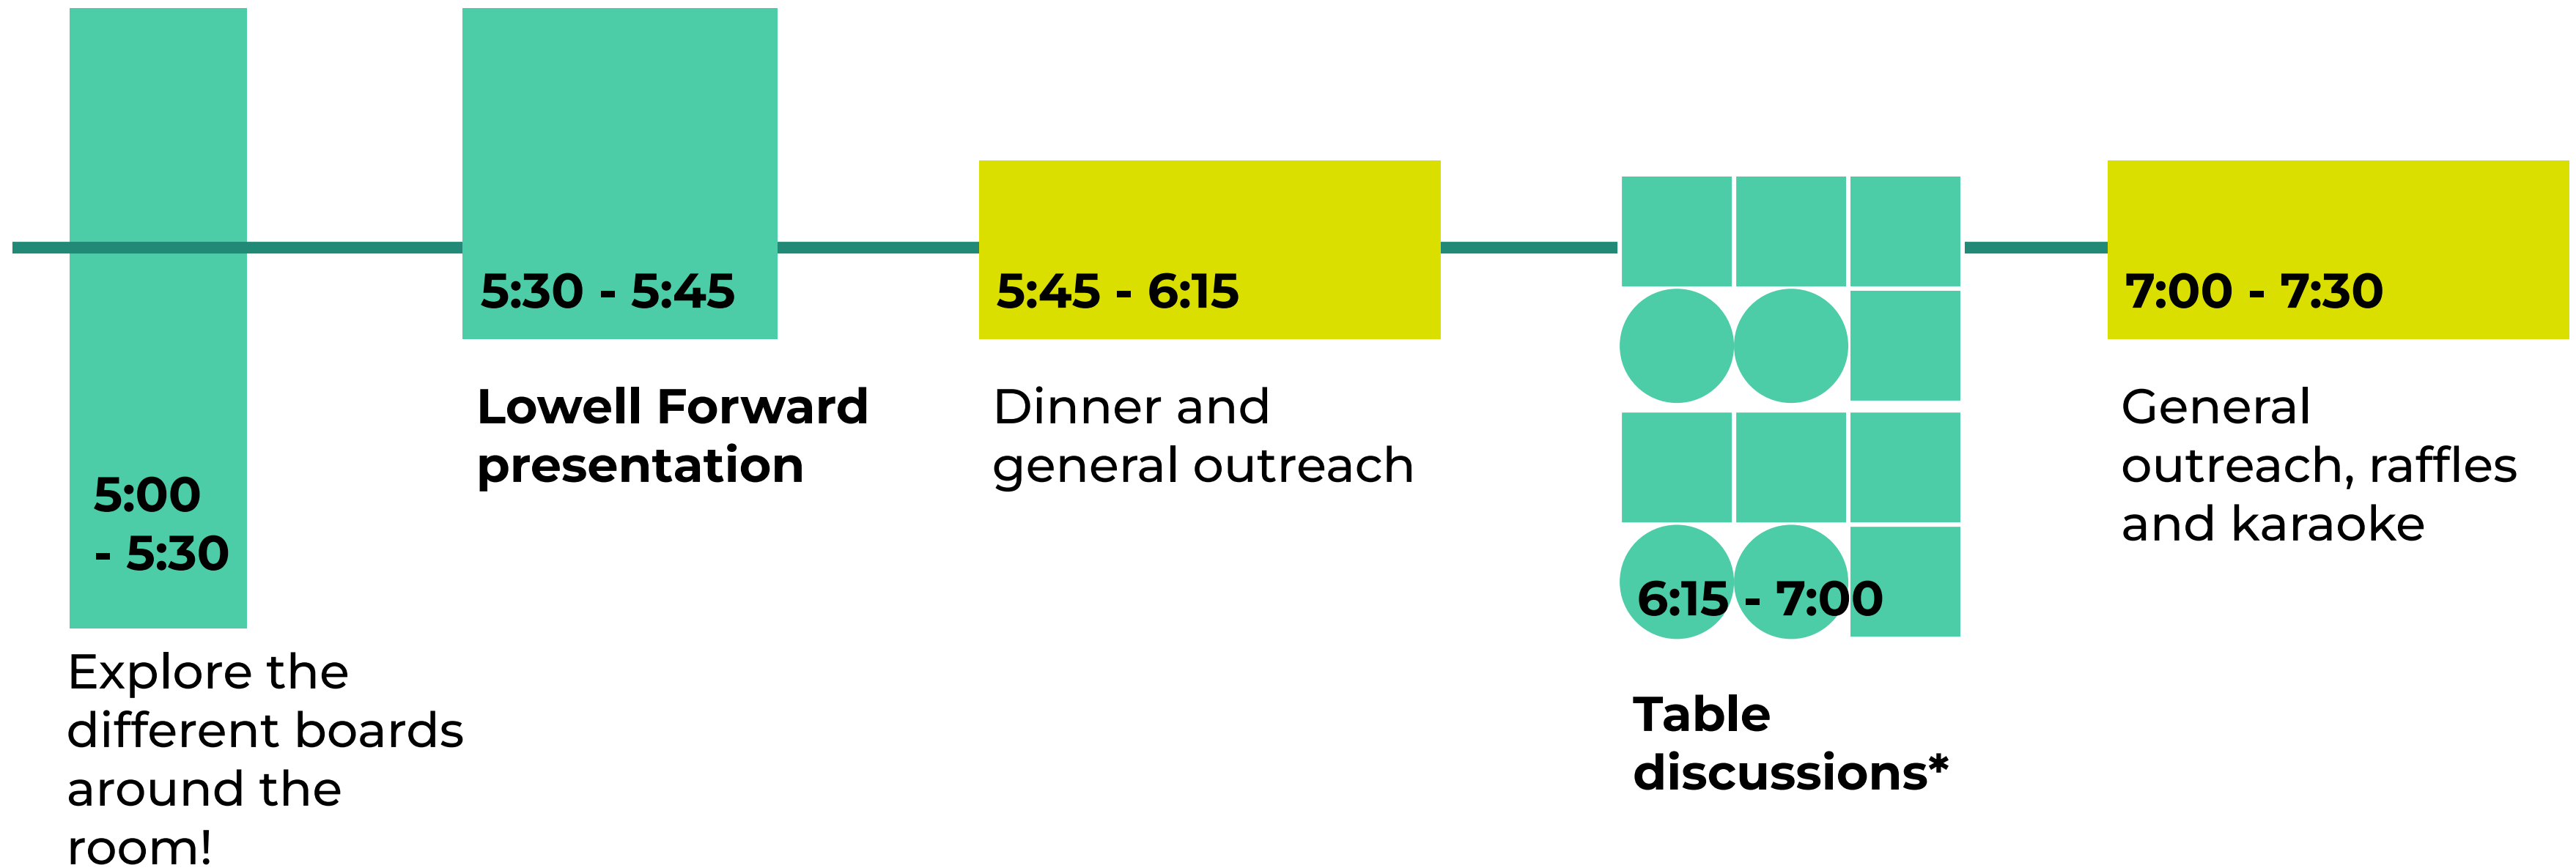 5:00
- 5:30
Explore the
different boards
around the
room!
5:30 - 5:45
Lowell Forward
presentation
5:45 - 6:15
Dinner and
general outreach
6:15 - 7:00
Table
discussions*
7:00 - 7:30
General
outreach, raffles
and karaoke